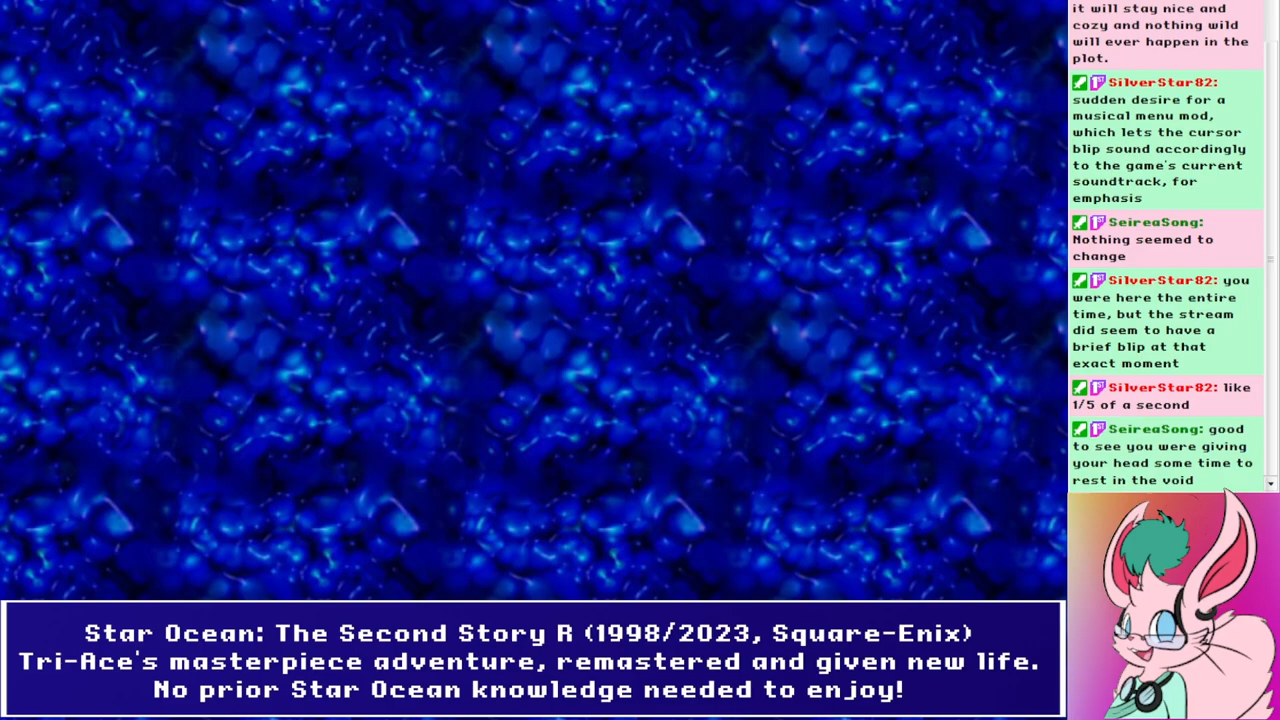 it will stay nice and
cozy and nothing wild
will ever happen in the
plot.
SilverStar82:
sudden desire for a
musical menu mod,
which lets the cursor
blip sound accordingly
to the game's current
soundtrack, for
emphasis
SeireaSong:
Nothing seemed to
change
SilverStar82: you
were here the entire
time, but the stream
did seem to have a
brief blip at that
exact moment
SilverStar82: like
1/5 of a second
SeireaSong: good
to see you were giving
your head some time to
rest in the void
Star Ocean: The Second Story R (1998/2023, Square-Enix)
Tri-Ace's masterpiece adventure, remastered and given new life.
No prior Star Ocean knowledge needed to enjoy!